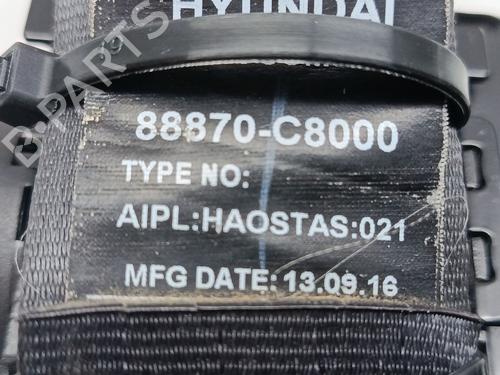 HYUNDAI
88870-C8000
TYPE NO:
AIPL:HAOSTAS:021
MFG DATE: 13.09.16
B-PARTS